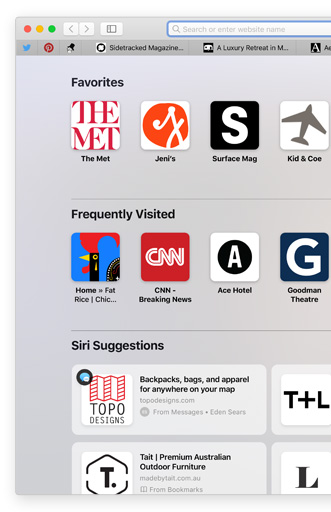 Search or enter website name
Sidetracked Magazine...
A Luxury Retreat in M...
A
Ae
Favorites
THE
MET
S
The Met
Jeni's
Surface Mag
Kid & Coe
Frequently Visited
CNN
A
G
Home » Fat
Rice | Chic...
CNN -
Breaking News
Ace Hotel
Goodman
Theatre
Siri Suggestions
TOPO
DESIGNS
Backpacks, bags, and apparel
for anywhere on your map
topodesigns.com
ES
From Messages • Eden Sears
T+L
T.
Tait | Premium Australian
Outdoor Furniture
madebytait.com.au
From Bookmarks
L